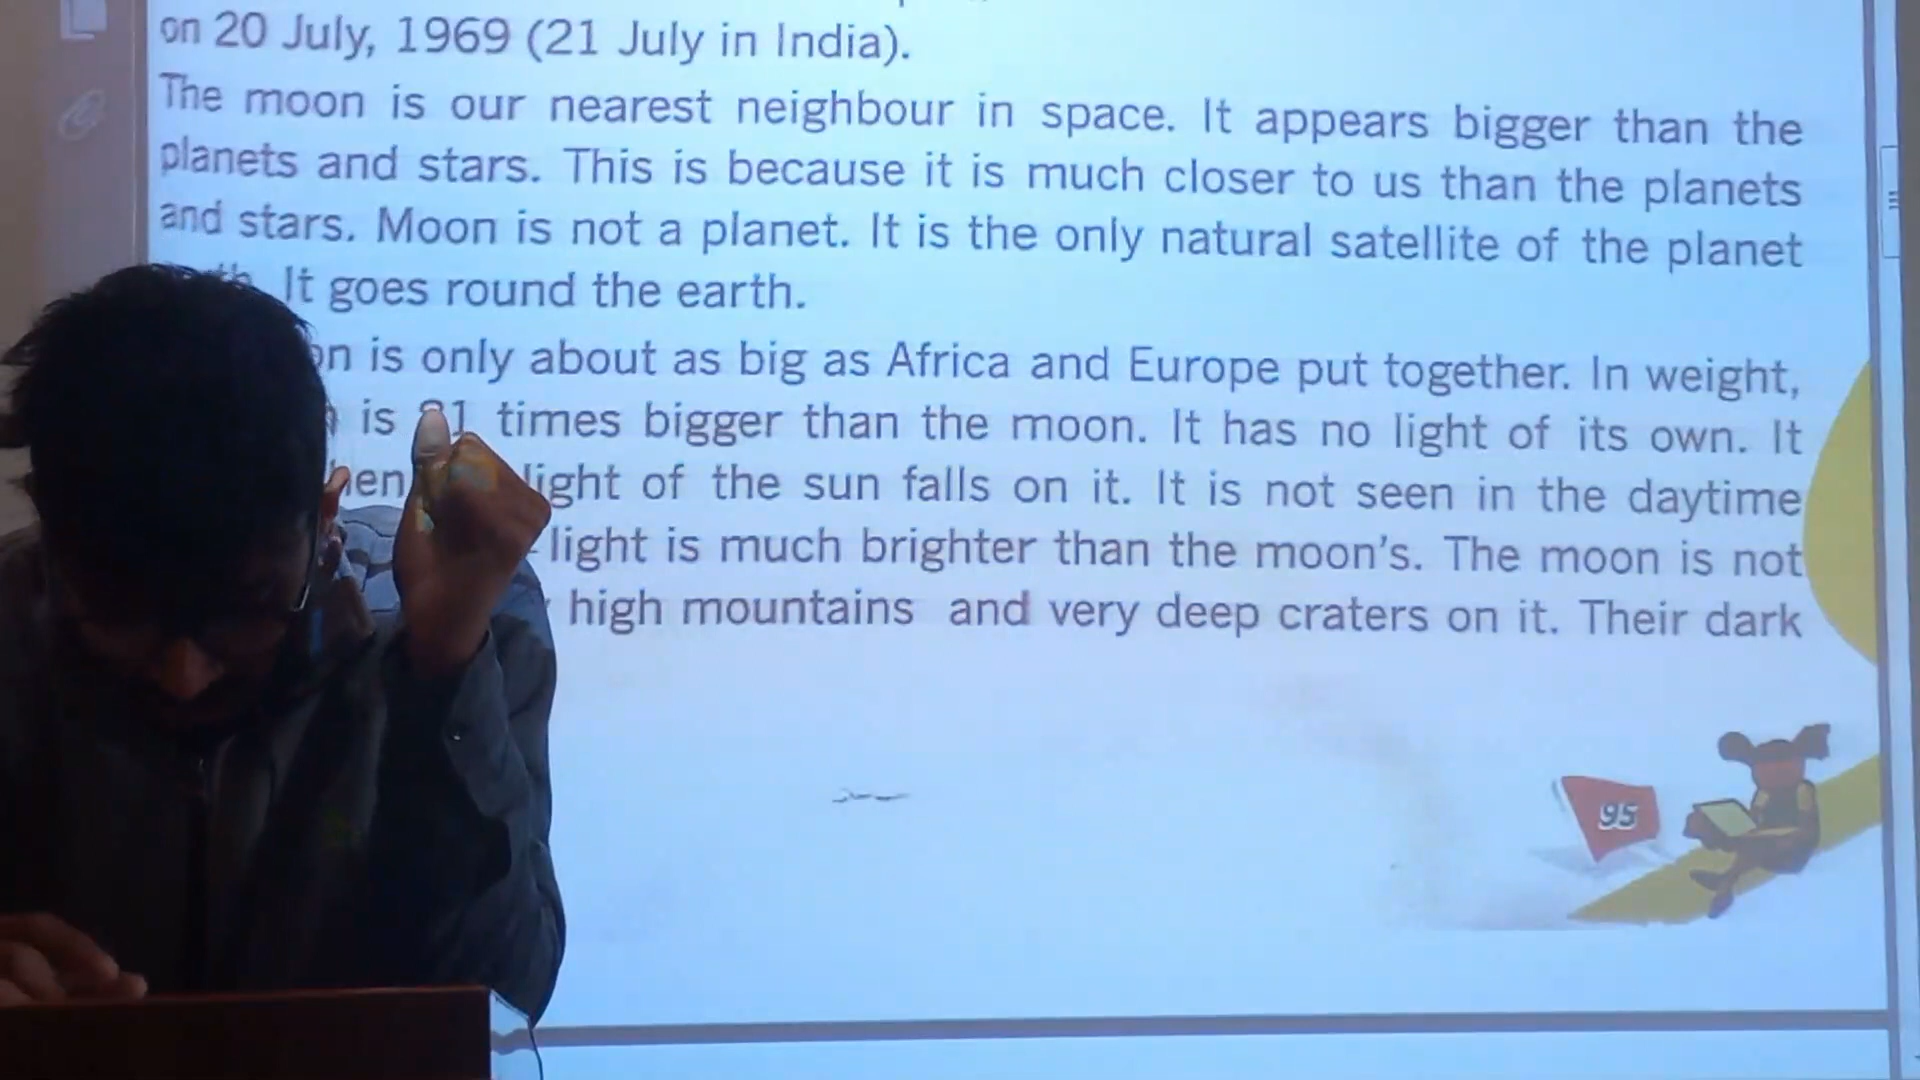 on 20 July, 1969 (21 July in India).
The moon is our nearest neighbour in space. It appears bigger than the
planets and stars. This is because it is much closer to us than the planets
and stars. Moon is not a planet. It is the only natural satellite of the planet
It goes round the earth.
is only about as big as Africa and Europe put together. In weight,
is 81 times bigger than the moon. It has no light of its own. It
light of the sun falls on it. It is not seen in the daytime
light is much brighter than the moon's. The moon is not
high mountains and very deep craters on it. Their dark
95